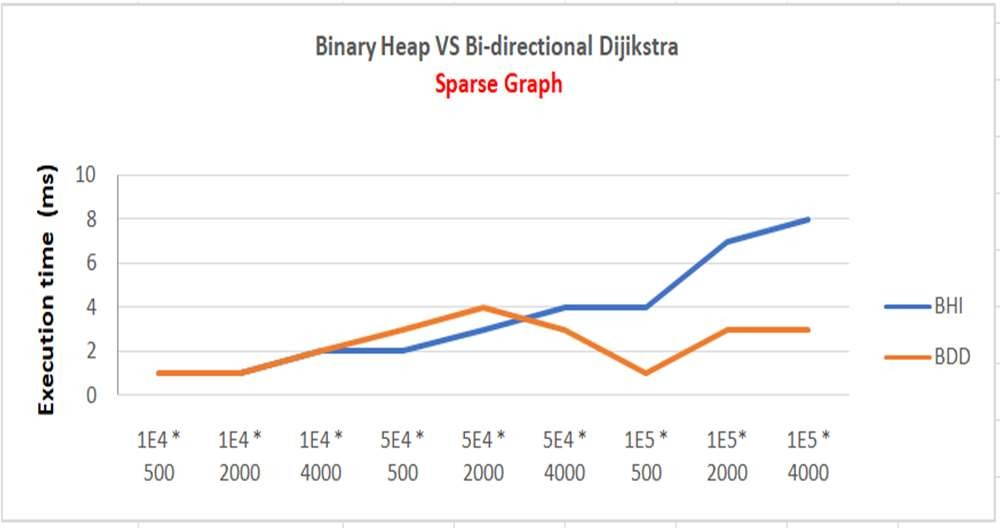 Binary Heap VS Bi-directional Dijikstra
Sparse Graph
Execution time (ms)
10
8
6
4
2
0
1E4 * 500
1E4 * 2000
1E4 * 4000
5E4 * 500
5E4 * 2000
5E4 * 4000
1E5 * 500
1E5* 2000
1E5 * 4000
BHI
BDD